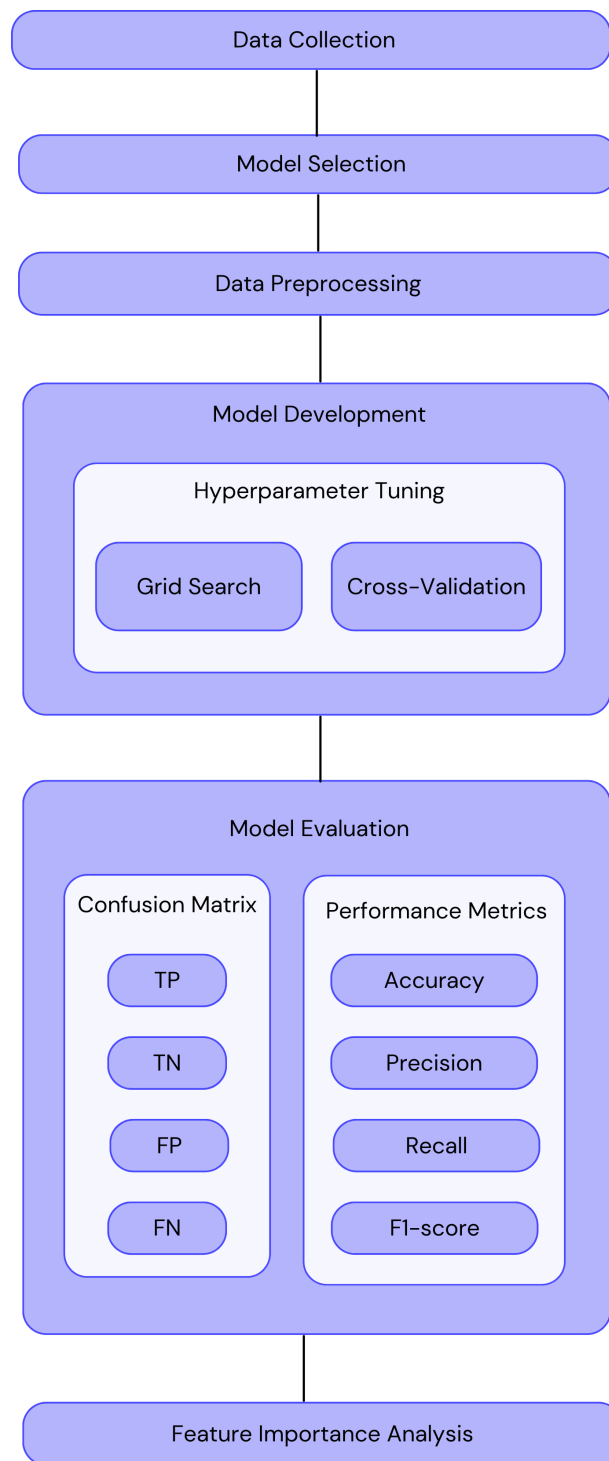 Data Collection
Model Selection
Data Preprocessing
Model Development
Hyperparameter Tuning
Grid Search
Cross-Validation
Model Evaluation
Confusion Matrix
TP
TN
FP
FN
Performance Metrics
Accuracy
Precision
Recall
F1-score
Feature Importance Analysis